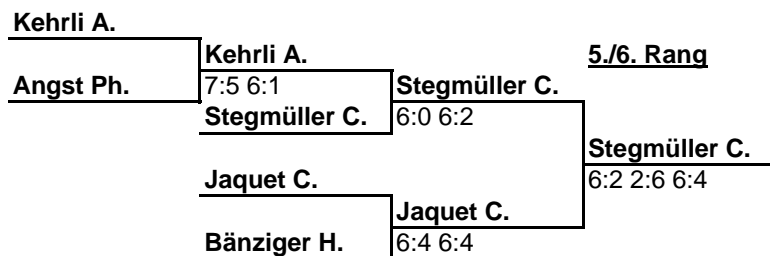 Kehrli A.
Kehrli A. 5./6. Rang
Angst Ph. 7:5 6:1 Stegmüller C.
Stegmüller C. 6:0 6:2
Stegmüller C.
Jaquet C. 6:2 2:6 6:4
Jaquet C.
Bänziger H. 6:4 6:4